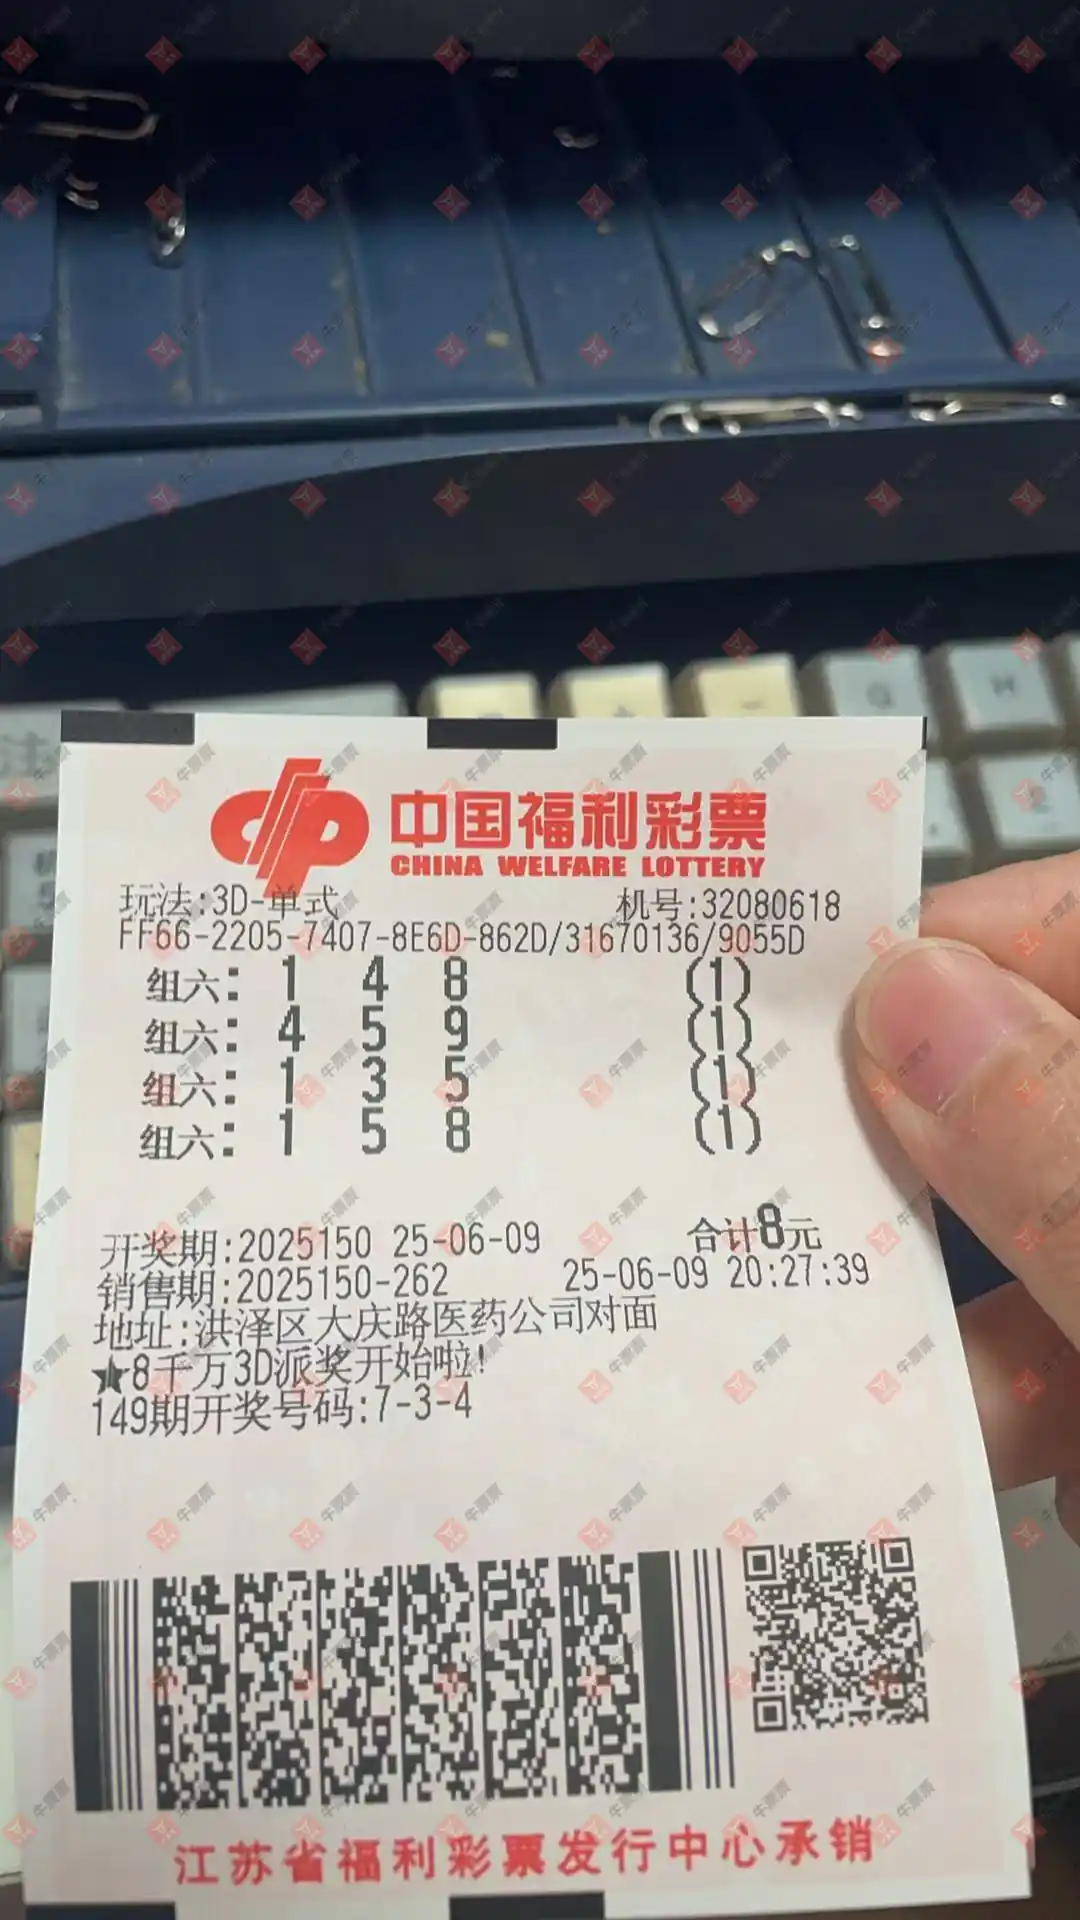 中国福利彩票
CHINA WELFARE LOTTERY
玩法:3D-单式 机号:32080618
FF66-2205-7407-8E6D-862D/31670136/9055D
组六: 1 4 8 (1)
组六: 4 5 9 (1)
组六: 1 3 5 (1)
组六: 1 5 8 (1)
开奖期:2025150 25-06-09 合计8元
销售期:2025150-262 25-06-09 20:27:39
地址:洪泽区大庆路医药公司对面
★8千万3D派奖开始啦!
149期开奖号码:7-3-4
江苏省福利彩票发行中心承销
牛票票